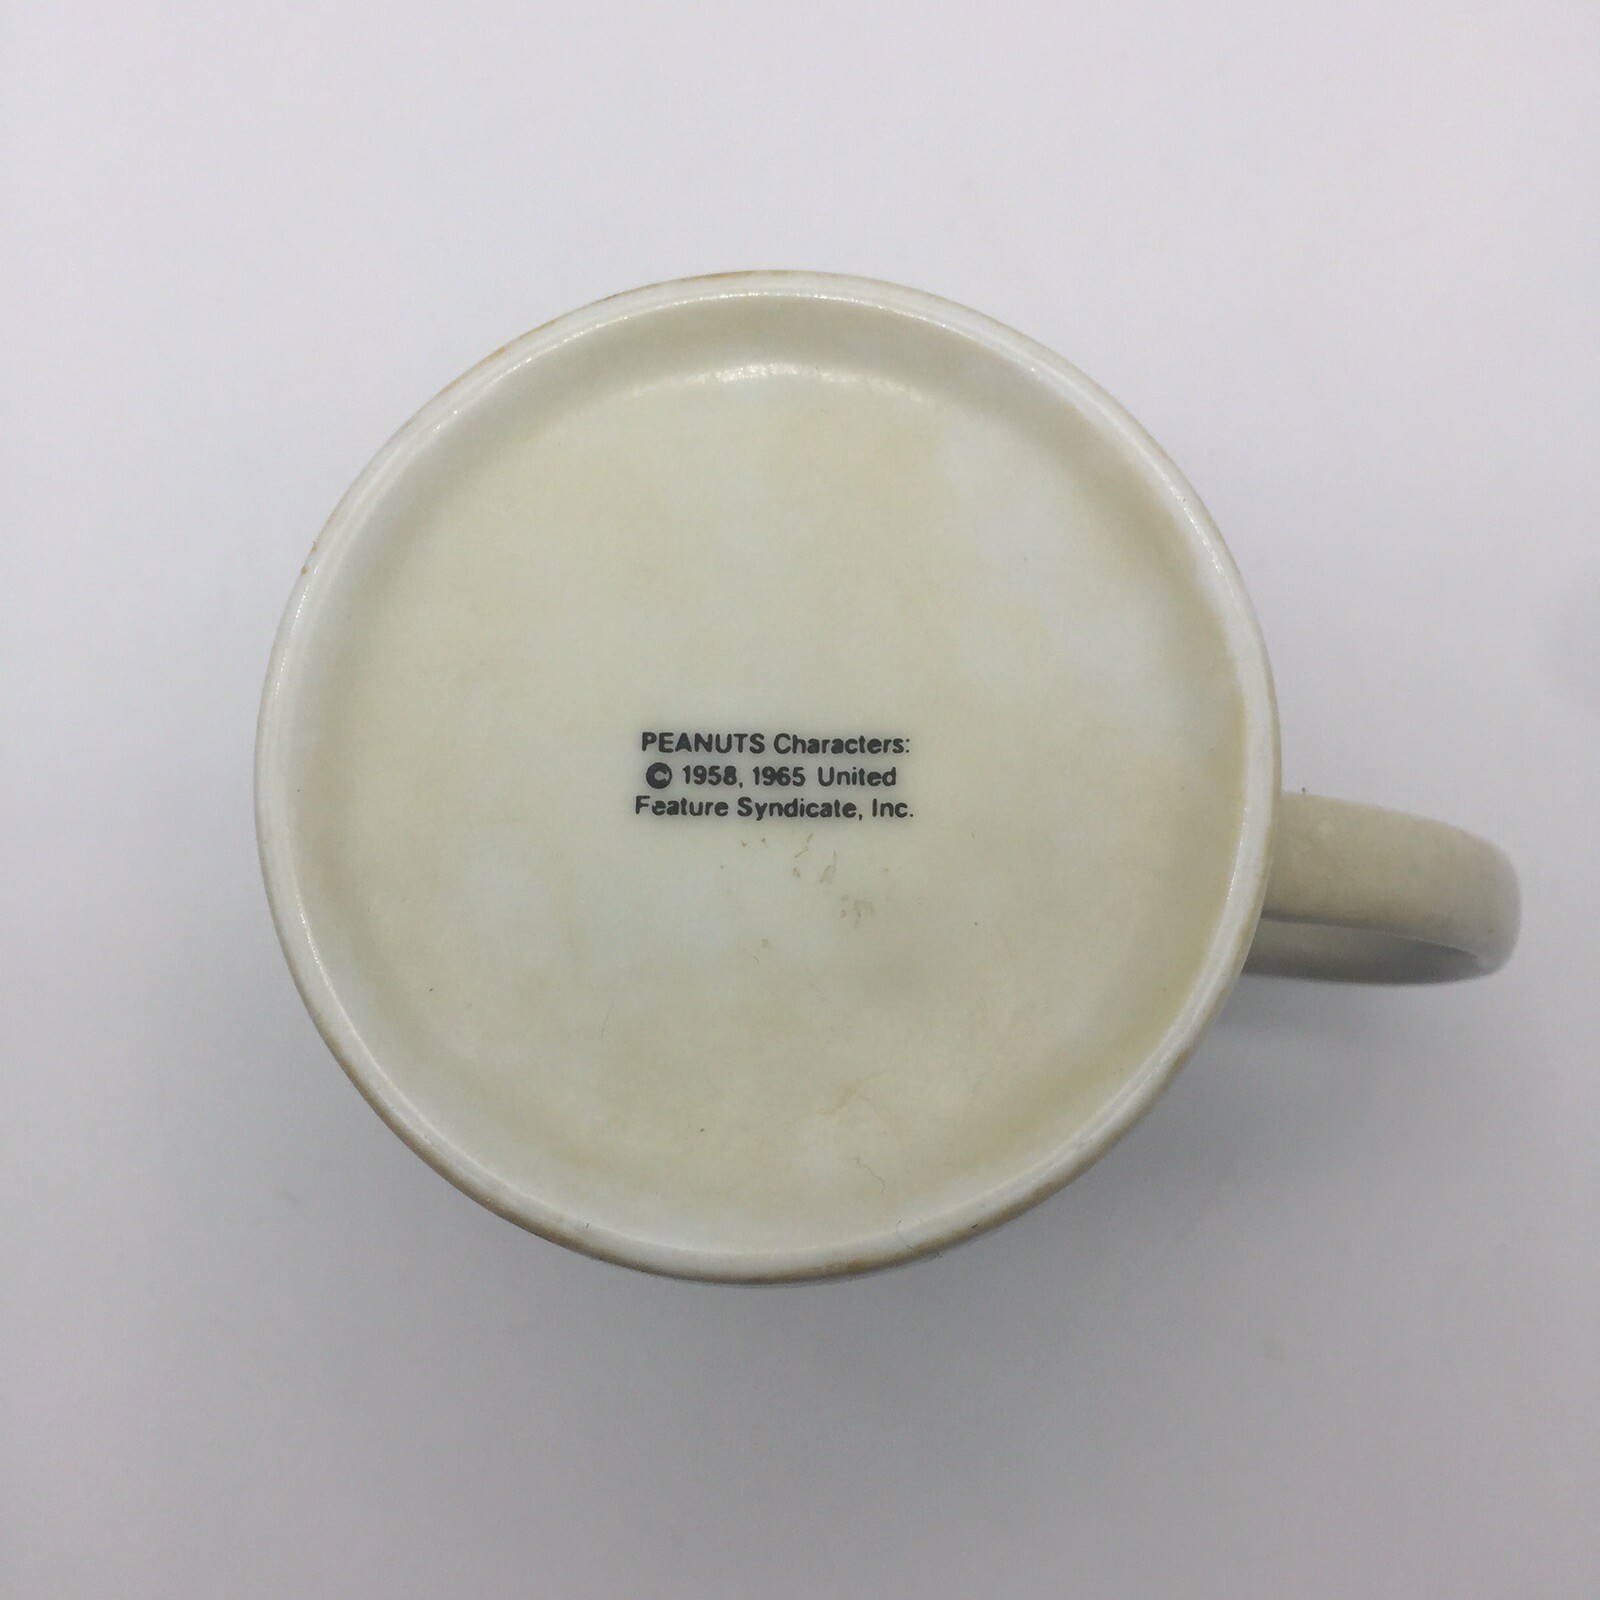 PEANUTS Characters:
© 1958, 1965 United
Feature Syndicate, Inc.